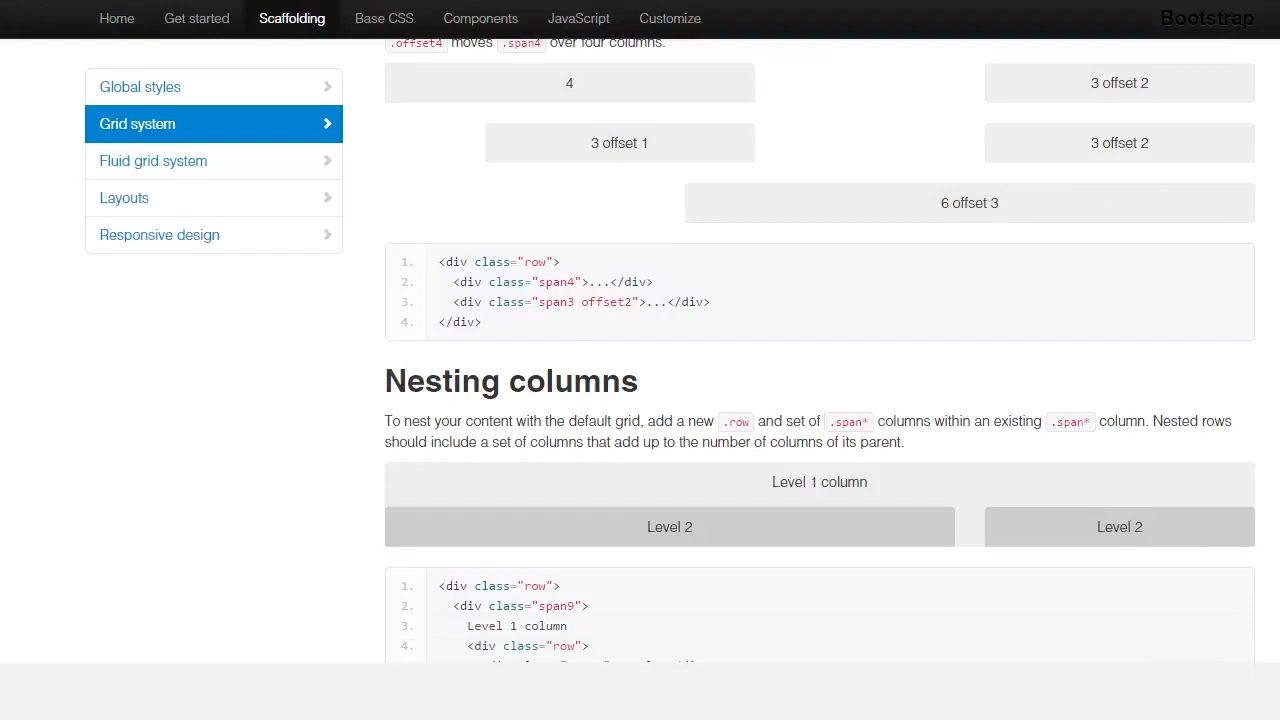 Home Get started Scaffolding Base CSS Components JavaScript Customize Bootstrap
.offset4 moves .span4 over four columns.
Global styles
Grid system
Fluid grid system
Layouts
Responsive design
4 3 offset 2
3 offset 1 3 offset 2
6 offset 3
1. <div class="row">
2. <div class="span4">...</div>
3. <div class="span3 offset2">...</div>
4. </div>
Nesting columns
To nest your content with the default grid, add a new .row and set of .span* columns within an existing .span* column. Nested rows
should include a set of columns that add up to the number of columns of its parent.
Level 1 column
Level 2 Level 2
1. <div class="row">
2. <div class="span9">
3. Level 1 column
4. <div class="row">